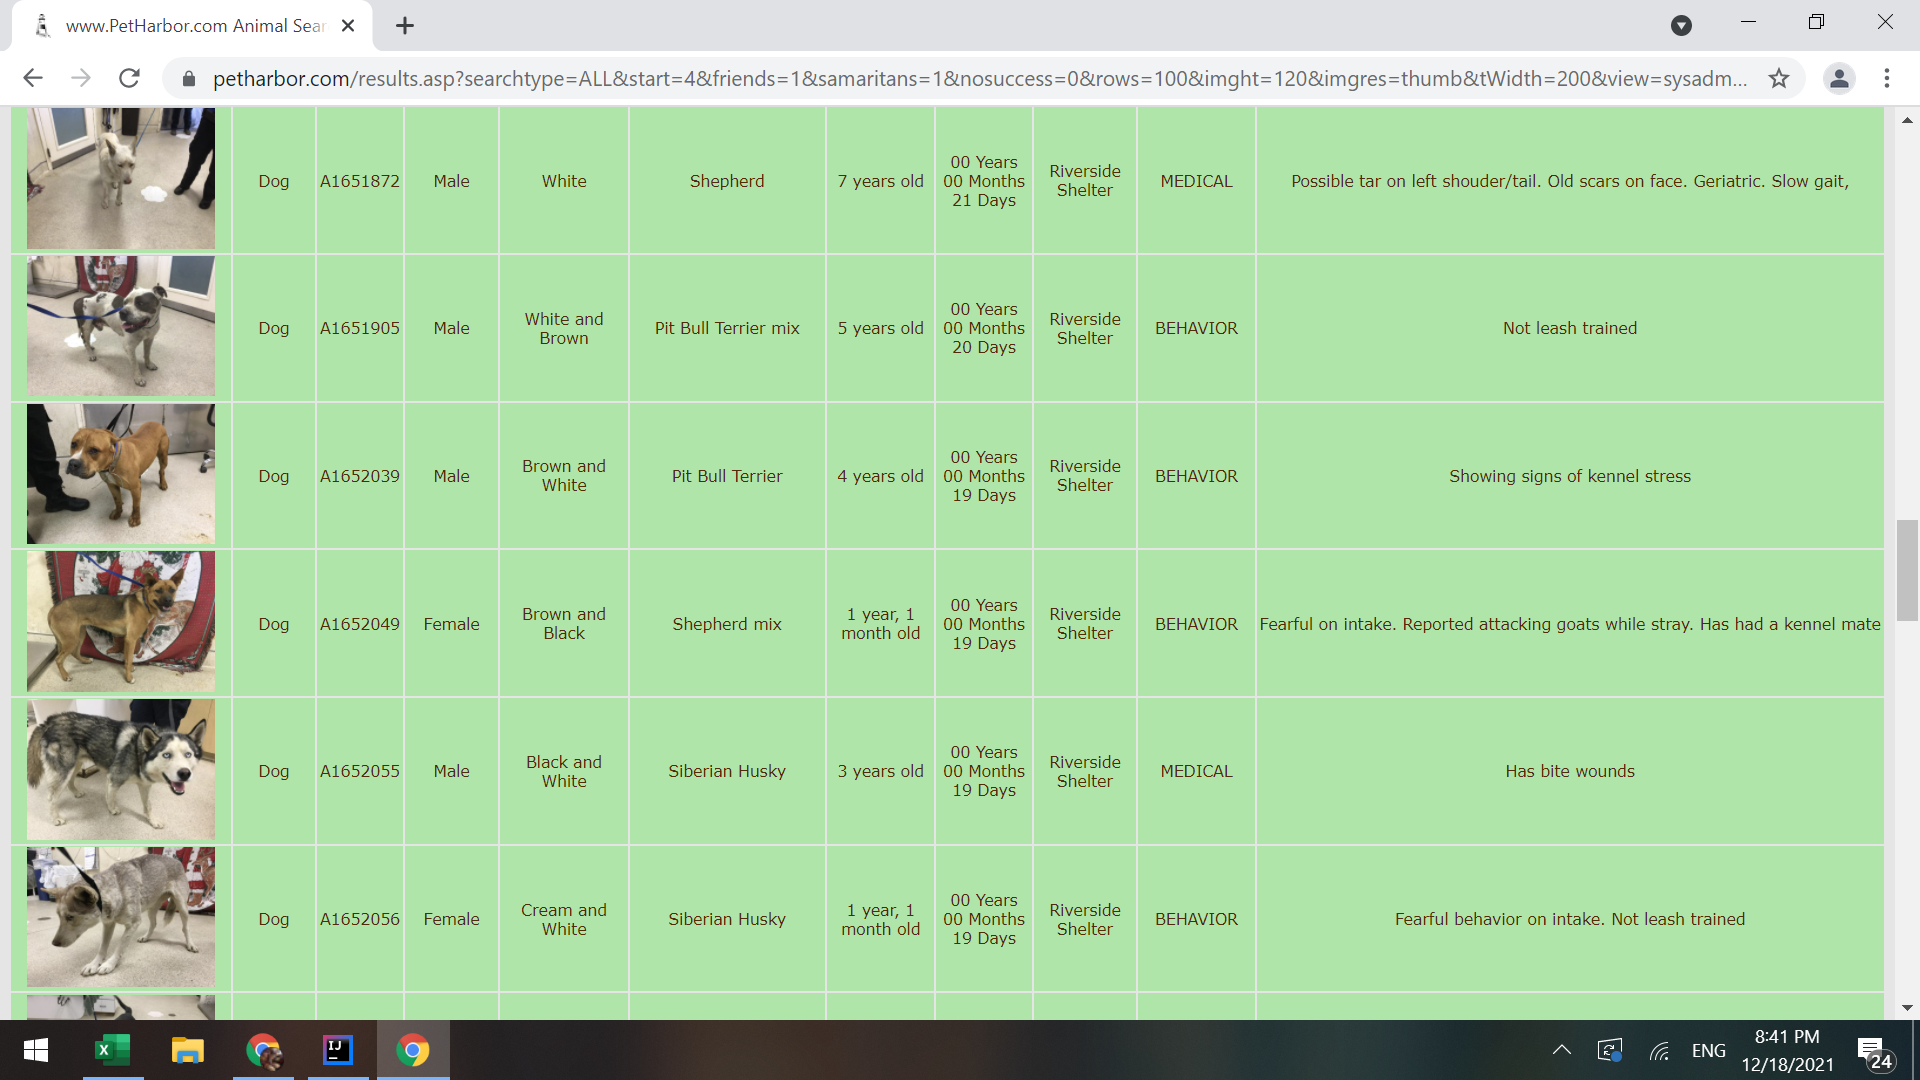 www.PetHarbor.com Animal Sear
petharbor.com/results.asp?searchtype=ALL&start=4&friends=1&samaritans=1&nosuccess=0&rows=100&imght=120&imgres=thumb&tWidth=200&view=sysadm...
Dog A1651872 Male White Shepherd 7 years old 00 Years 00 Months 21 Days Riverside Shelter MEDICAL Possible tar on left shouder/tail. Old scars on face. Geriatric. Slow gait,
Dog A1651905 Male White and Brown Pit Bull Terrier mix 5 years old 00 Years 00 Months 20 Days Riverside Shelter BEHAVIOR Not leash trained
Dog A1652039 Male Brown and White Pit Bull Terrier 4 years old 00 Years 00 Months 19 Days Riverside Shelter BEHAVIOR Showing signs of kennel stress
Dog A1652049 Female Brown and Black Shepherd mix 1 year, 1 month old 00 Years 00 Months 19 Days Riverside Shelter BEHAVIOR Fearful on intake. Reported attacking goats while stray. Has had a kennel mate
Dog A1652055 Male Black and White Siberian Husky 3 years old 00 Years 00 Months 19 Days Riverside Shelter MEDICAL Has bite wounds
Dog A1652056 Female Cream and White Siberian Husky 1 year, 1 month old 00 Years 00 Months 19 Days Riverside Shelter BEHAVIOR Fearful behavior on intake. Not leash trained
X
IJ
ENG
8:41 PM
12/18/2021
24